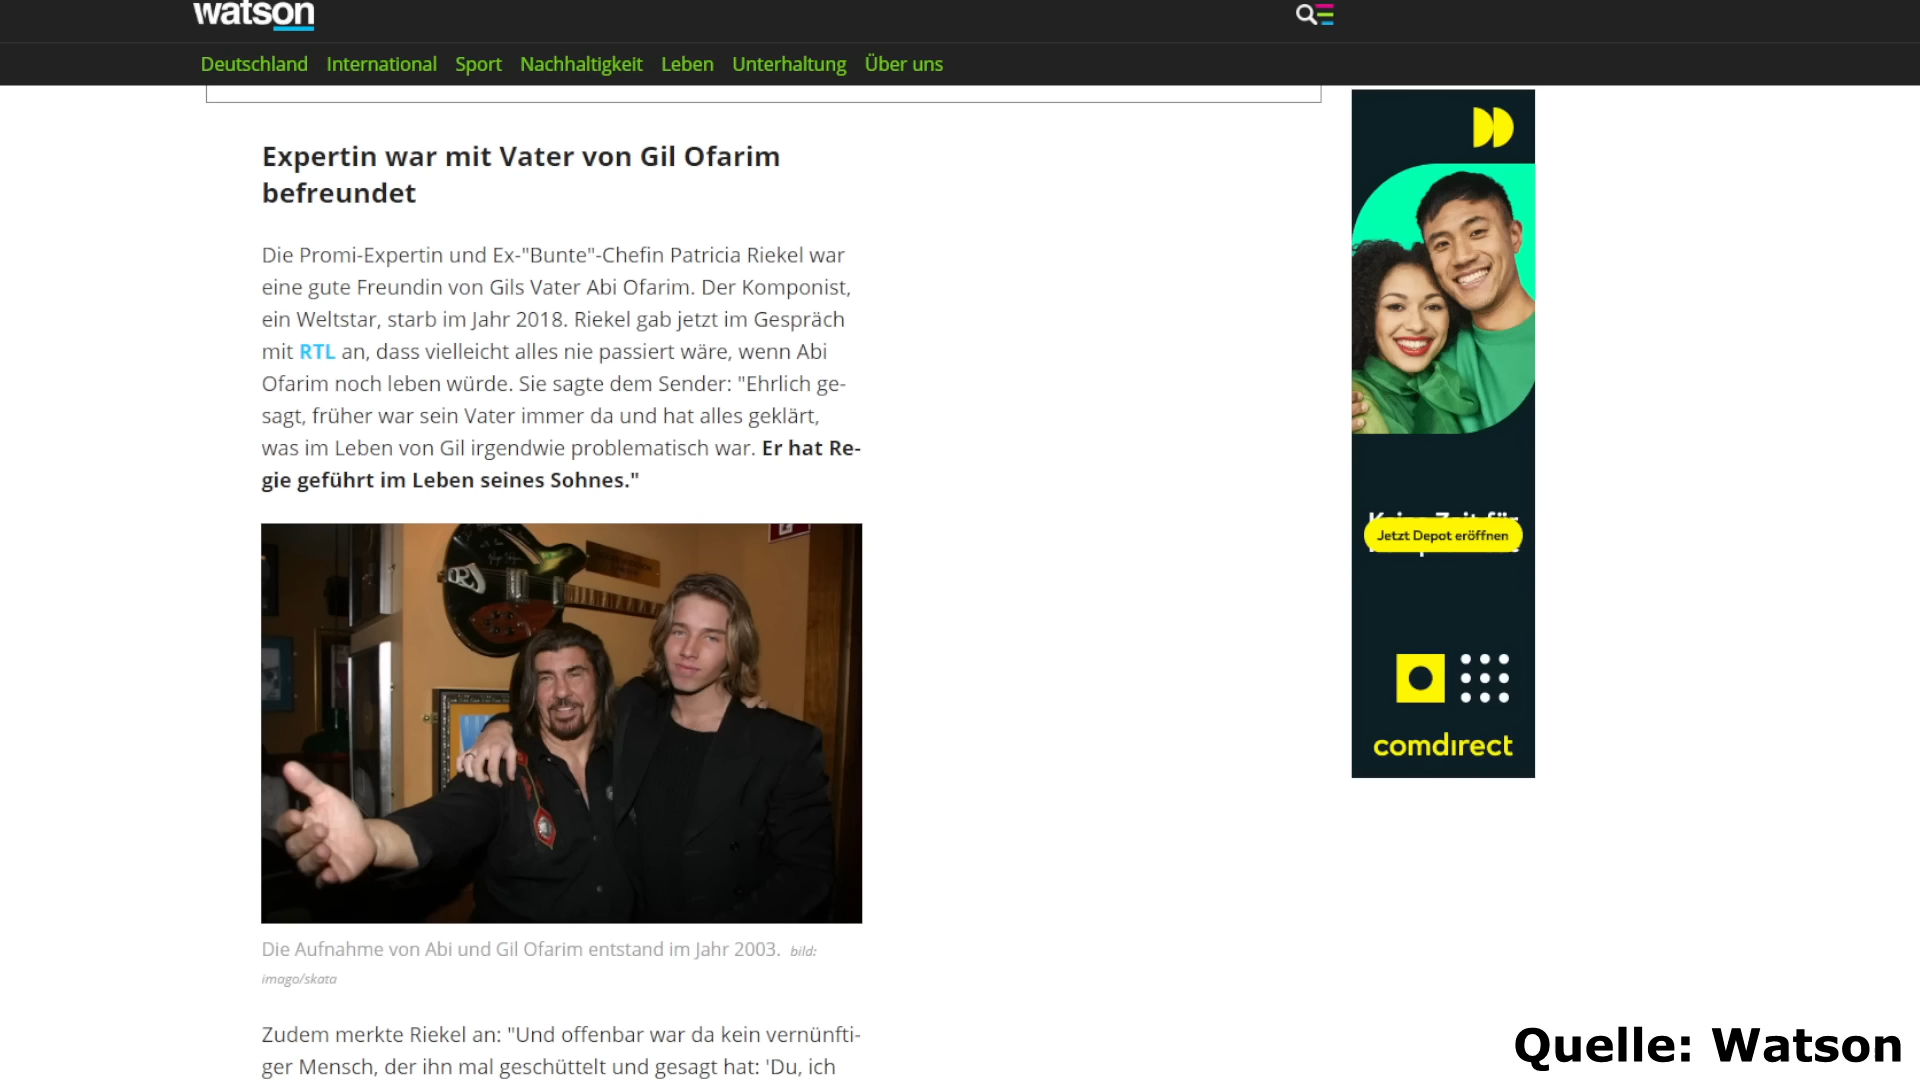 watson
Deutschland International Sport Nachhaltigkeit Leben Unterhaltung Über uns
Expertin war mit Vater von Gil Ofarim
befreundet
Die Promi-Expertin und Ex-"Bunte"-Chefin Patricia Riekel war
eine gute Freundin von Gils Vater Abi Ofarim. Der Komponist,
ein Weltstar, starb im Jahr 2018. Riekel gab jetzt im Gespräch
mit RTL an, dass vielleicht alles nie passiert wäre, wenn Abi
Ofarim noch leben würde. Sie sagte dem Sender: "Ehrlich ge-
sagt, früher war sein Vater immer da und hat alles geklärt,
was im Leben von Gil irgendwie problematisch war. Er hat Re-
gie geführt im Leben seines Sohnes."
Die Aufnahme von Abi und Gil Ofarim entstand im Jahr 2003. bild:
imago/skata
Zudem merkte Riekel an: "Und offenbar war da kein vernünfti-
ger Mensch, der ihn mal geschüttelt und gesagt hat: 'Du, ich
Keine Zeit für
Jetzt Depot eröffnen
comdirect
Quelle: Watson